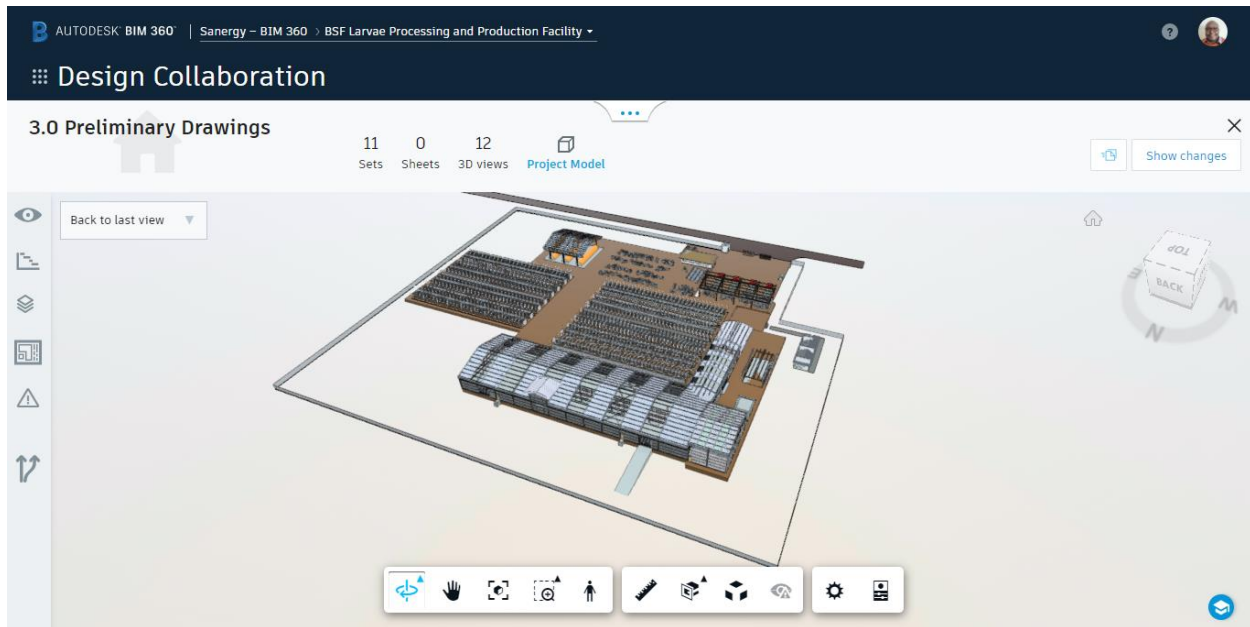 AUTODESK® BIM 360™ | Sanergy – BIM 360 > BSF Larvae Processing and Production Facility
Design Collaboration
3.0 Preliminary Drawings
11 0 12
Sets Sheets 3D views Project Model
Show changes
Back to last view
TOP
BACK
E
W
N